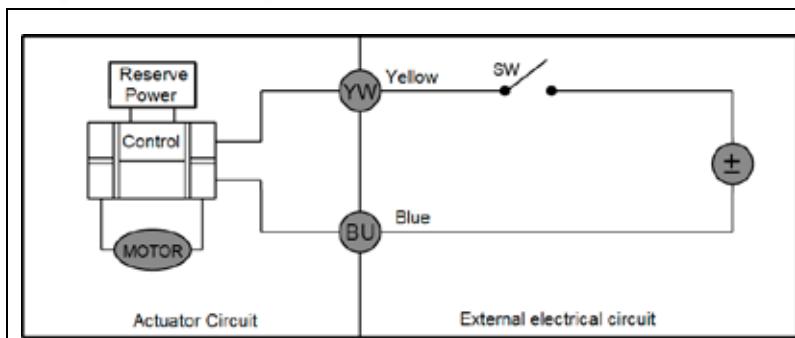 Reserve
Power
Control
MOTOR
YW
Yellow
SW
±
BU
Blue
Actuator Circuit
External electrical circuit